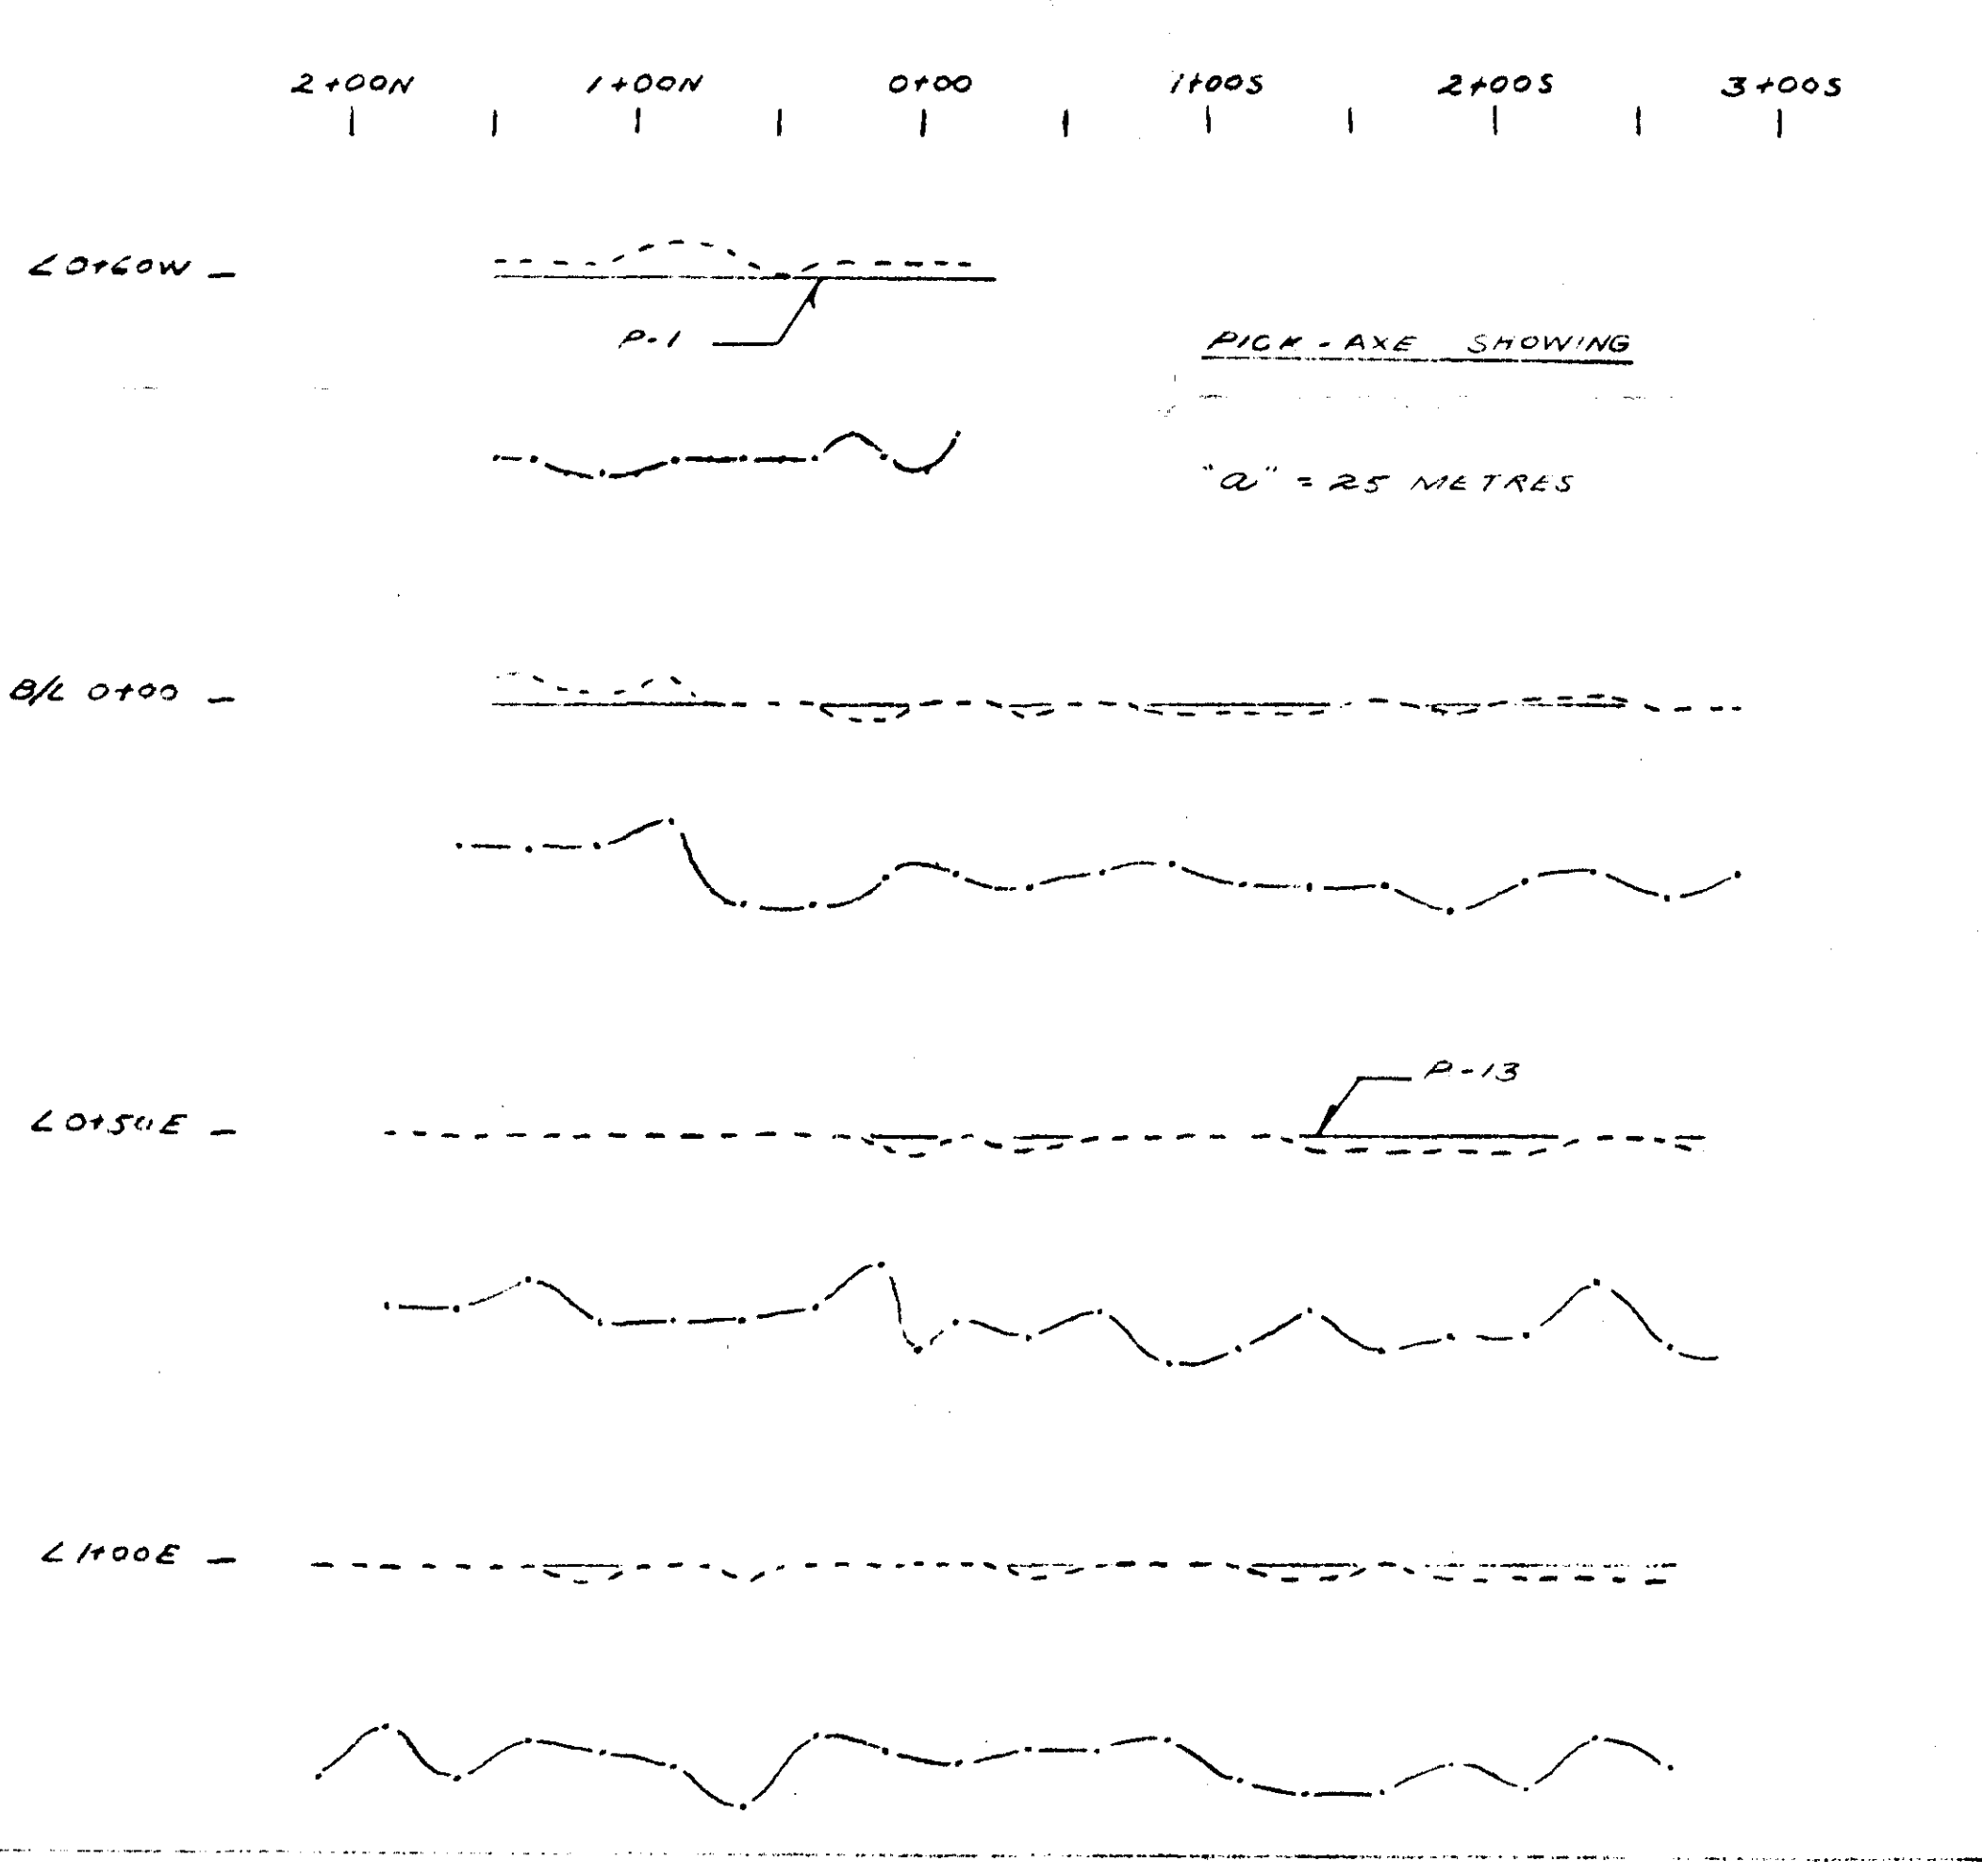 2+00N 1+00N 0+00 1+00S 2+00S 3+00S
L 0+60W
P-1
PICK-AXE SHOWING
"a" = 25 METRES
B/L 0+00
P-13
L 0+50E
L 1+00E